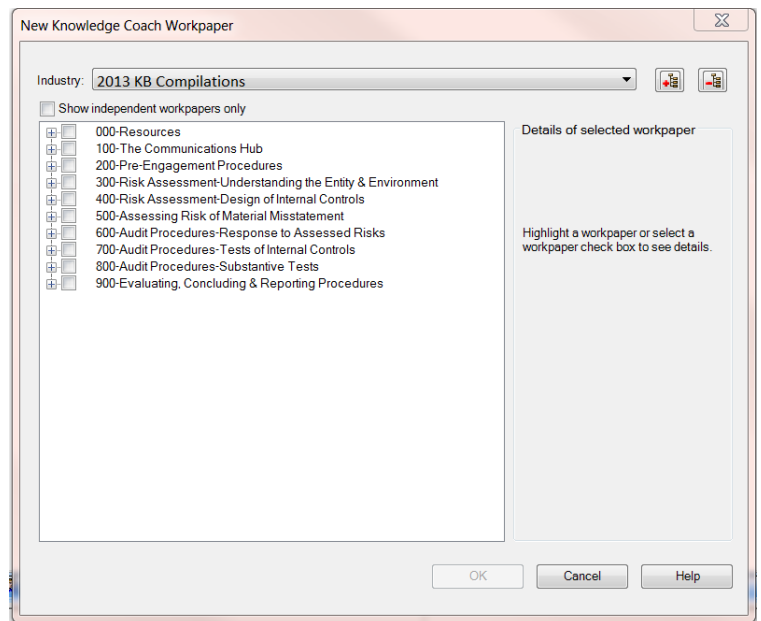 New Knowledge Coach Workpaper
Industry: 2013 KB Compilations
Show independent workpapers only
000-Resources
100-The Communications Hub
200-Pre-Engagement Procedures
300-Risk Assessment-Understanding the Entity & Environment
400-Risk Assessment-Design of Internal Controls
500-Assessing Risk of Material Misstatement
600-Audit Procedures-Response to Assessed Risks
700-Audit Procedures-Tests of Internal Controls
800-Audit Procedures-Substantive Tests
900-Evaluating, Concluding & Reporting Procedures
Details of selected workpaper
Highlight a workpaper or select a
workpaper check box to see details.
OK Cancel Help